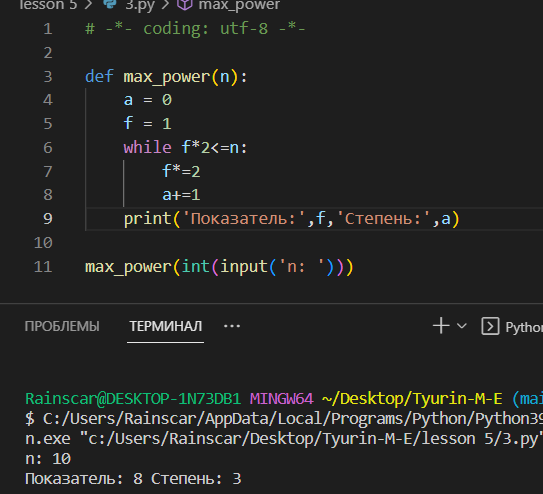 lesson 5 > 3.py > max_power
1 # -*- coding: utf-8 -*-
2
3 def max_power(n):
4 a = 0
5 f = 1
6 while f*2<=n:
7 f*=2
8 a+=1
9 print('Показатель:',f,'Степень:',a)
10
11 max_power(int(input('n: ')))
ПРОБЛЕМЫ ТЕРМИНАЛ ··· + Python
Rainscar@DESKTOP-1N73DB1 MINGW64 ~/Desktop/Tyurin-M-E (mai
$ C:/Users/Rainscar/AppData/Local/Programs/Python/Python39
n.exe "c:/Users/Rainscar/Desktop/Tyurin-M-E/lesson 5/3.py"
n: 10
Показатель: 8 Степень: 3